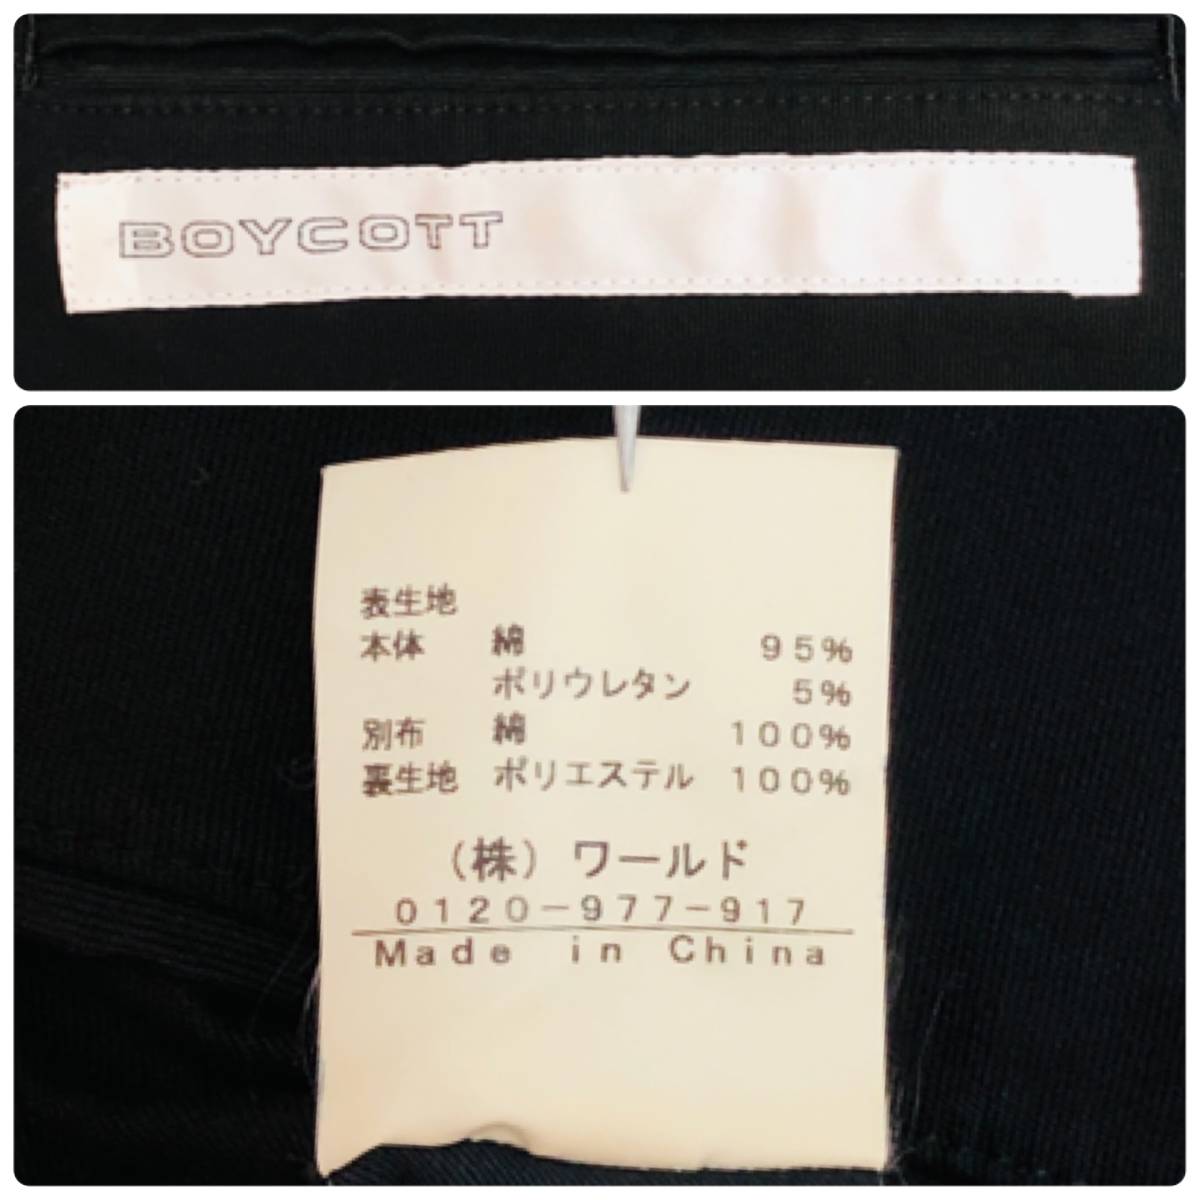 BOYCOTT
表生地
本体 綿 95%
ポリウレタン 5%
別布 綿 100%
裏生地 ポリエステル 100%
(株) ワールド
0120-977-917
Made in China